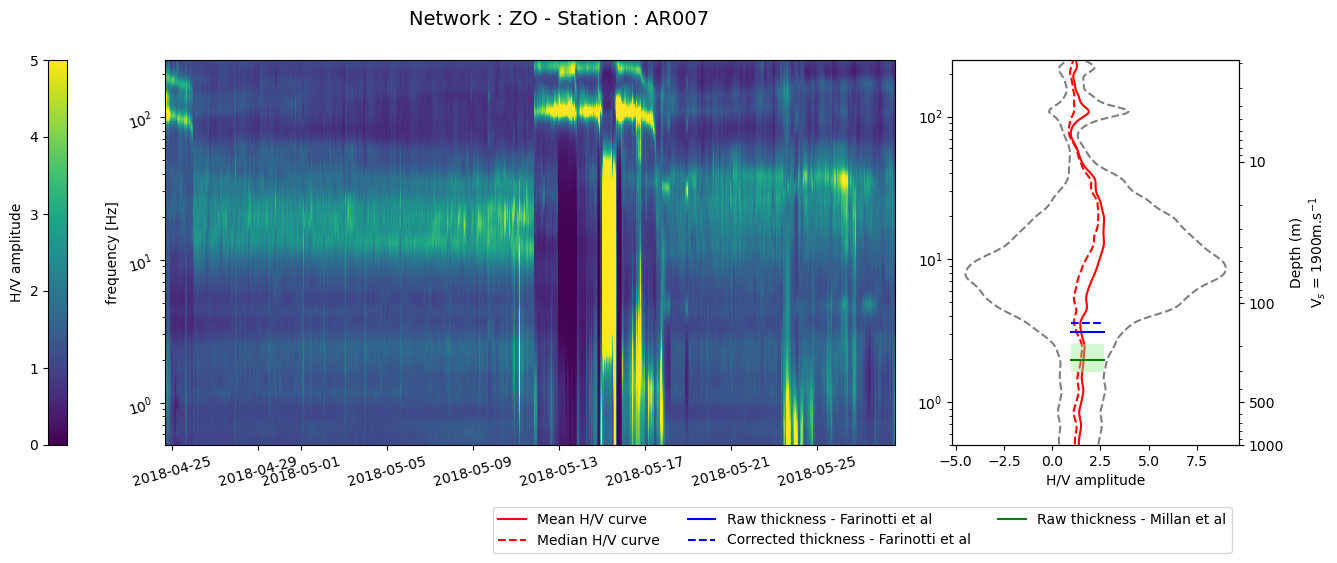 Network : ZO - Station : AR007
H/V amplitude
5
4
3
2
1
0
frequency [Hz]
10²
10¹
10⁰
2018-04-25
2018-04-29
2018-05-01
2018-05-05
2018-05-09
2018-05-13
2018-05-17
2018-05-21
2018-05-25
10²
10¹
10⁰
−5.0
−2.5
0.0
2.5
5.0
7.5
H/V amplitude
10
100
500
1000
Depth (m)
Vₛ = 1900m.s⁻¹
Mean H/V curve
Median H/V curve
Raw thickness - Farinotti et al
Corrected thickness - Farinotti et al
Raw thickness - Millan et al